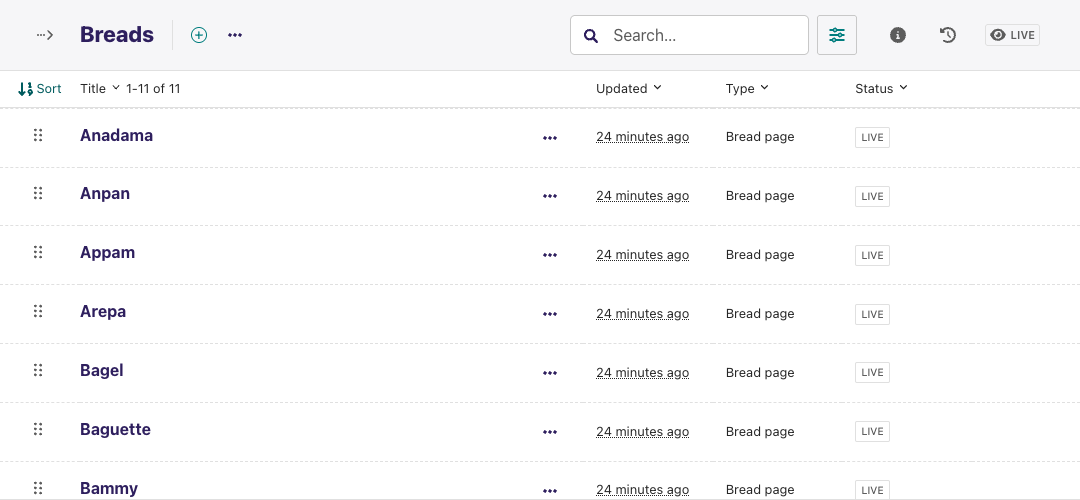 Breads Search... LIVE
Sort Title 1-11 of 11 Updated Type Status
Anadama 24 minutes ago Bread page LIVE
Anpan 24 minutes ago Bread page LIVE
Appam 24 minutes ago Bread page LIVE
Arepa 24 minutes ago Bread page LIVE
Bagel 24 minutes ago Bread page LIVE
Baguette 24 minutes ago Bread page LIVE
Bammy 24 minutes ago Bread page LIVE